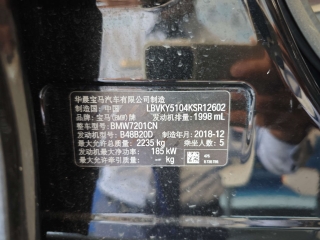 华晨宝马汽车有限公司制造
制造国：中国 LBVKY5104KSR12602
品牌：宝马(BMW)牌 发动机排量：1998 mL
整车型号：BMW7201CN
发动机型号：B48B20D 制造年月：2018-12
最大允许总质量：2235 kg 乘坐人数：5
最大净功率：185 kW
最大允许牵引质量：— kg